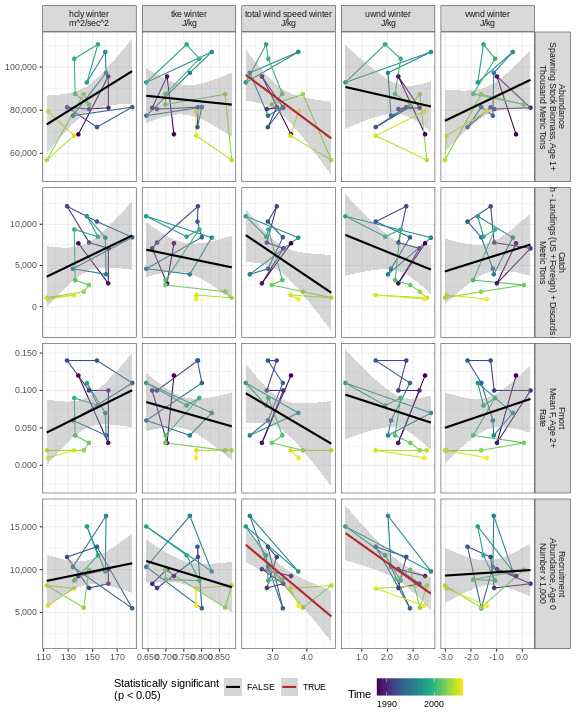 hcly winter
m^2/sec^2
tke winter
J/kg
total wind speed winter
J/kg
uwnd winter
J/kg
vwnd winter
J/kg
100,000
80,000
60,000
Abundance
Spawning Stock Biomass, Age 1+
Thousand Metric Tons
10,000
5,000
0
Catch
h - Landings (US +Foreign) + Discards
Metric Tons
0.150
0.100
0.050
0.000
Fmort
Mean F, Age 2+
Rate
15,000
10,000
5,000
Recruitment
Abundance, Age 0
Number x 1,000
110 130 150 170
0.650 0.700 0.750 0.800 0.850
3.0 4.0
1.0 2.0 3.0
-3.0 -2.0 -1.0 0.0
Statistically significant
(p < 0.05)
FALSE
TRUE
Time
1990 2000